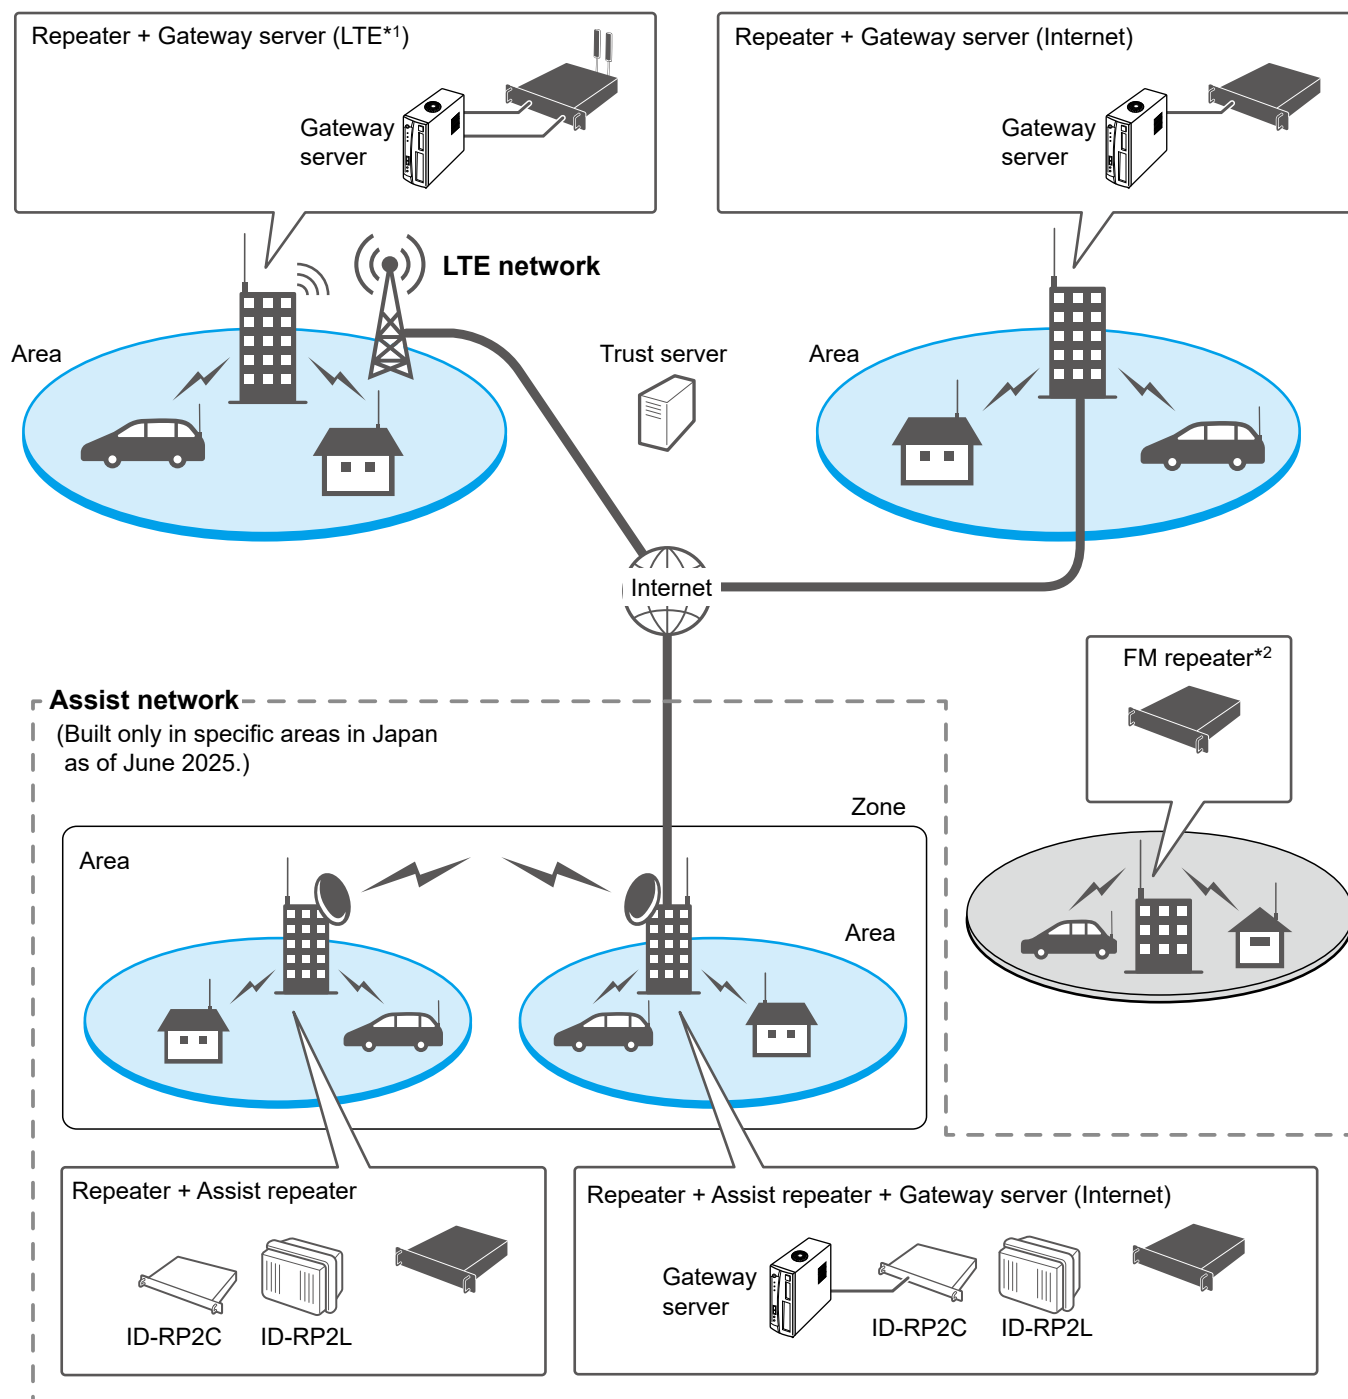 Repeater + Gateway server (LTE*1)
Gateway
server
Repeater + Gateway server (Internet)
Gateway
server
LTE network
Area
Trust server
Area
Internet
FM repeater*2
Assist network
(Built only in specific areas in Japan
as of June 2025.)
Zone
Area
Area
Repeater + Assist repeater
ID-RP2C
ID-RP2L
Repeater + Assist repeater + Gateway server (Internet)
Gateway
server
ID-RP2C
ID-RP2L